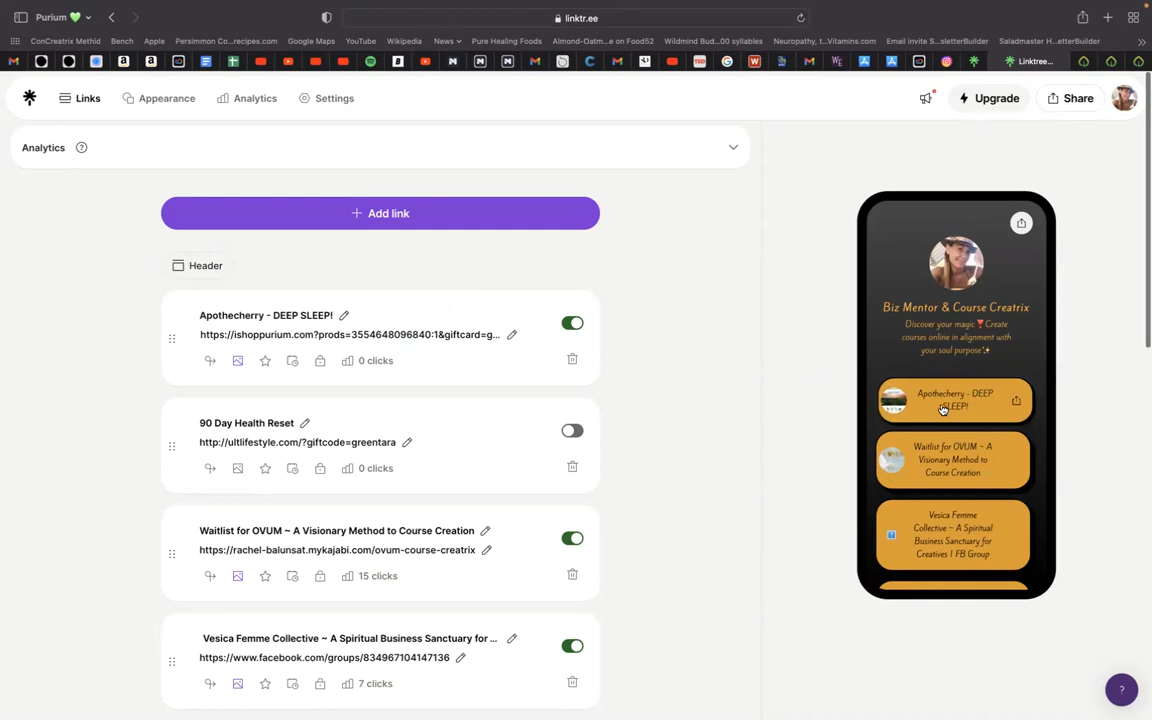 Purium 💚
linktr.ee
ConCreatrix Methid
Bench
Apple
Persimmon Co...recipes.com
Google Maps
YouTube
Wikipedia
News
Pure Healing Foods
Almond-Oatm...e on Food52
Wildmind Bud...00 syllables
Neuropathy, t...Vitamins.com
Email invite S...sletterBuilder
Saladmaster H...etterBuilder
Linktree...
Links
Appearance
Analytics
Settings
Upgrade
Share
Analytics ?
+ Add link
Header
Apothecherry - DEEP SLEEP!
https://ishoppurium.com?prods=3554648096840:1&giftcard=g...
0 clicks
90 Day Health Reset
http://ultlifestyle.com/?giftcode=greentara
0 clicks
Waitlist for OVUM ~ A Visionary Method to Course Creation
https://rachel-balunsat.mykajabi.com/ovum-course-creatrix
15 clicks
Vesica Femme Collective ~ A Spiritual Business Sanctuary for ...
https://www.facebook.com/groups/834967104147136
7 clicks
Biz Mentor & Course Creatrix
Discover your magic ❣️Create
courses online in alignment with
your soul purpose✨
Apothecherry - DEEP
SLEEP!
Waitlist for OVUM ~ A
Visionary Method to
Course Creation
Vesica Femme
Collective ~ A Spiritual
Business Sanctuary for
Creatives | FB Group
?